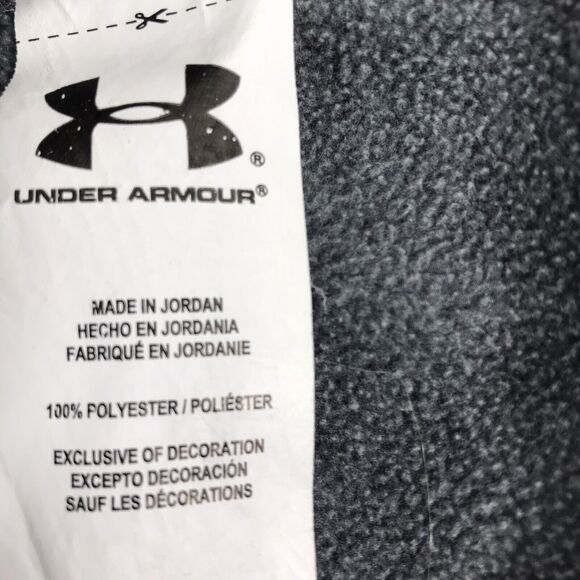 ®
UNDER ARMOUR®
MADE IN JORDAN
HECHO EN JORDANIA
FABRIQUÉ EN JORDANIE
100% POLYESTER / POLIÉSTER
EXCLUSIVE OF DECORATION
EXCEPTO DECORACIÓN
SAUF LES DÉCORATIONS